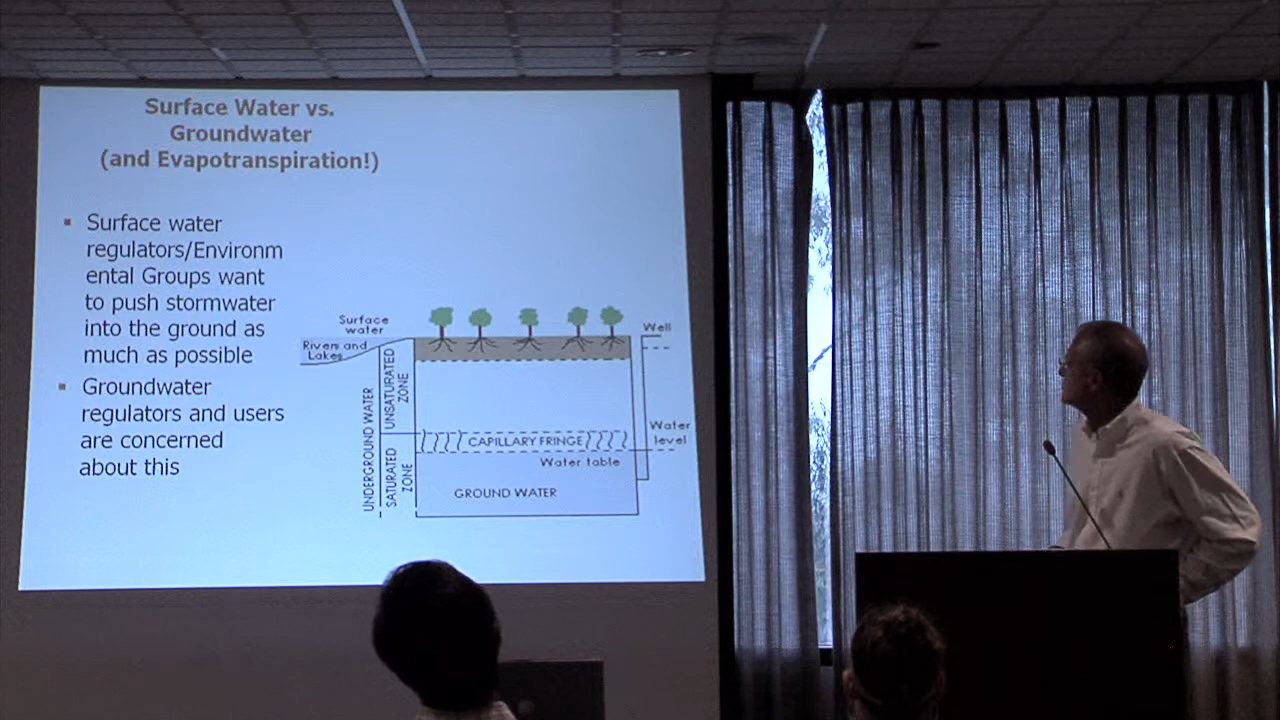 Surface Water vs.
Groundwater
(and Evapotranspiration!)
▪ Surface water
regulators/Environm
ental Groups want
to push stormwater
into the ground as
much as possible
▪ Groundwater
regulators and users
are concerned
about this
Surface
water
Rivers and
Lakes
UNDERGROUND WATER
UNSATURATED
ZONE
SATURATED
ZONE
CAPILLARY FRINGE
Water table
GROUND WATER
Well
Water
level